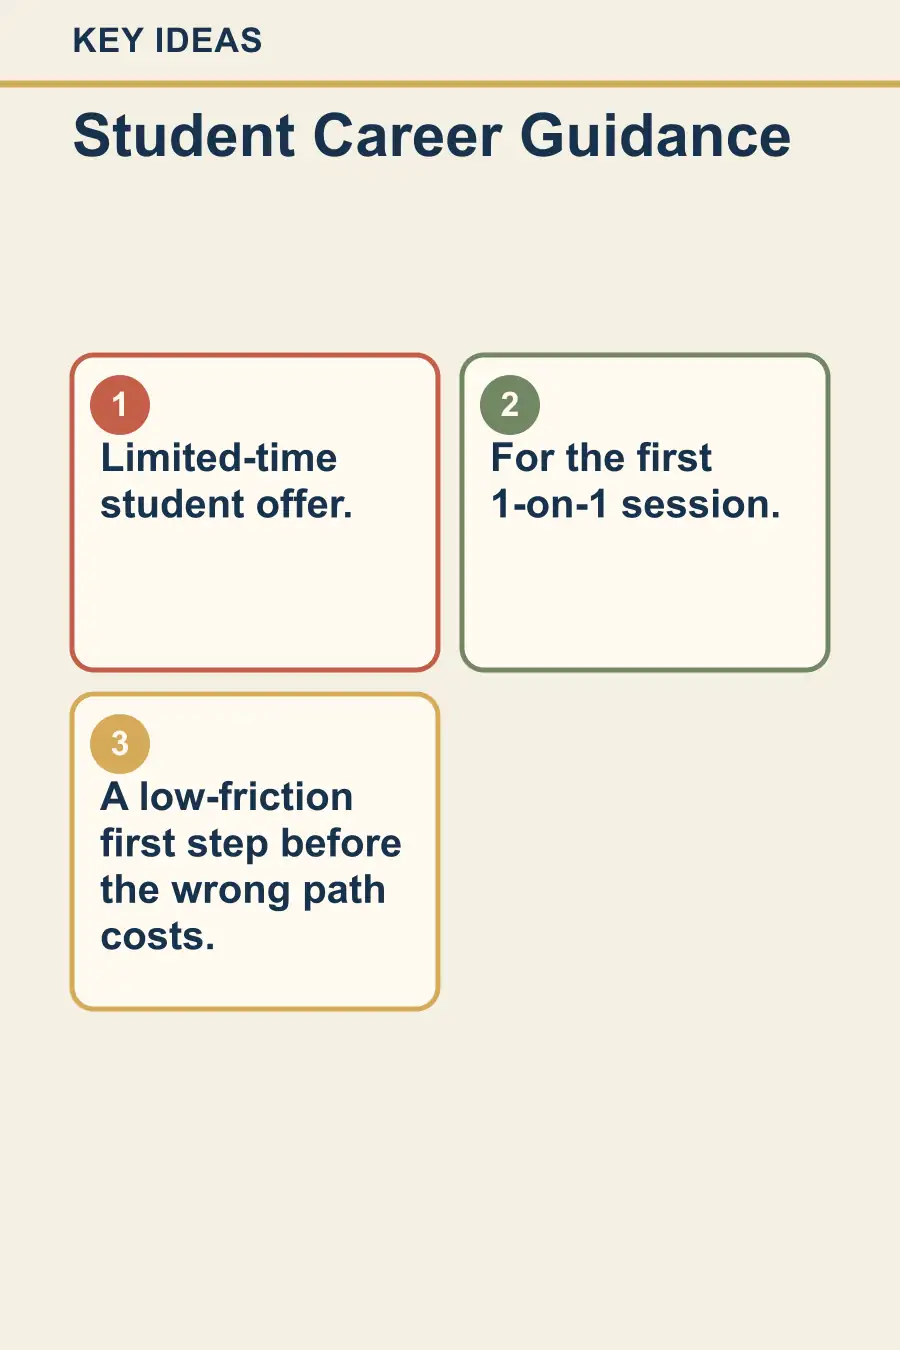 KEY IDEAS
Student Career Guidance
1
Limited-time
student offer.
2
For the first
1-on-1 session.
3
A low-friction
first step before
the wrong path
costs.